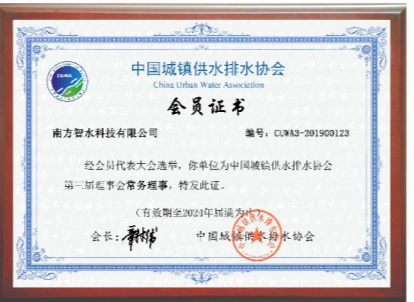 CUWA
中国城镇供水排水协会
China Urban Water Association
会员证书
南方智水科技有限公司 编号：CUWA3-201900123
经会员代表大会选举，你单位为中国城镇供水排水协会
第三届理事会常务理事，特发此证。
（有效期至2024年届满为止）
会长： 中国城镇供水排水协会